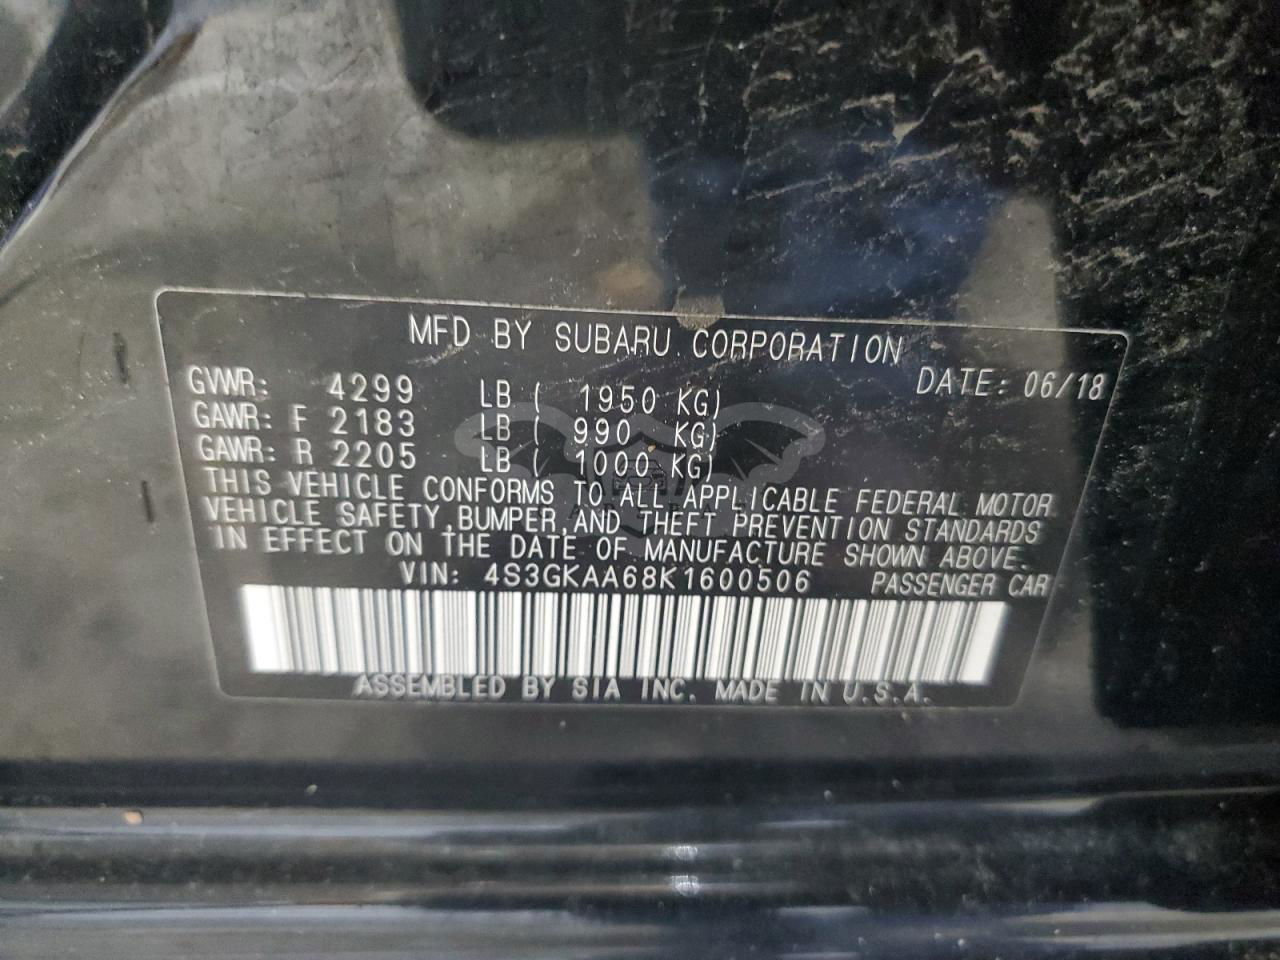 MFD BY SUBARU CORPORATION
GVWR: 4299 LB ( 1950 KG) DATE: 06/18
GAWR: F 2183 LB ( 990 KG)
GAWR: R 2205 LB ( 1000 KG)
THIS VEHICLE CONFORMS TO ALL APPLICABLE FEDERAL MOTOR
VEHICLE SAFETY,BUMPER,AND THEFT PREVENTION STANDARDS
IN EFFECT ON THE DATE OF MANUFACTURE SHOWN ABOVE.
VIN: 4S3GKAA68K1600506 PASSENGER CAR
ASSEMBLED BY SIA INC. MADE IN U.S.A.